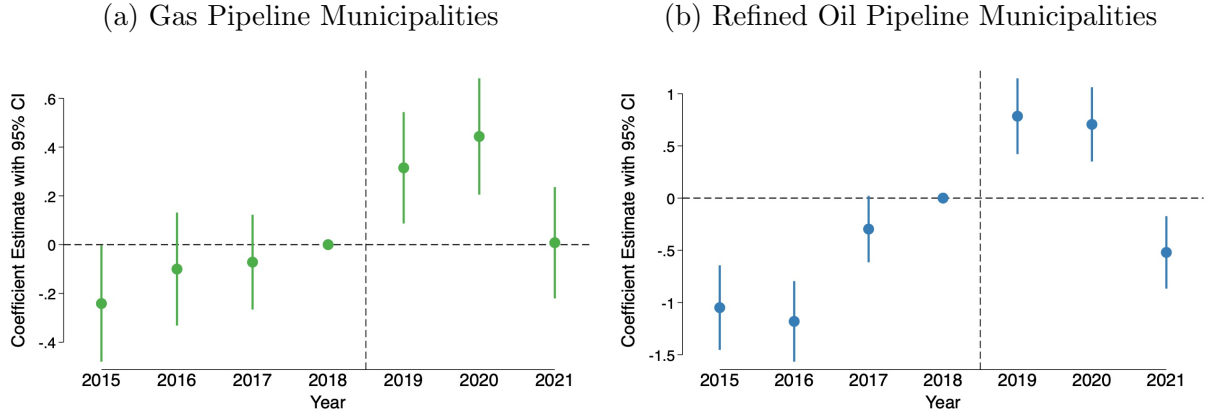 (a) Gas Pipeline Municipalities
Coefficient Estimate with 95% CI
.6
.4
.2
0
-.2
-.4
2015 2016 2017 2018 2019 2020 2021
Year
(b) Refined Oil Pipeline Municipalities
Coefficient Estimate with 95% CI
1
.5
0
-.5
-1
-1.5
2015 2016 2017 2018 2019 2020 2021
Year